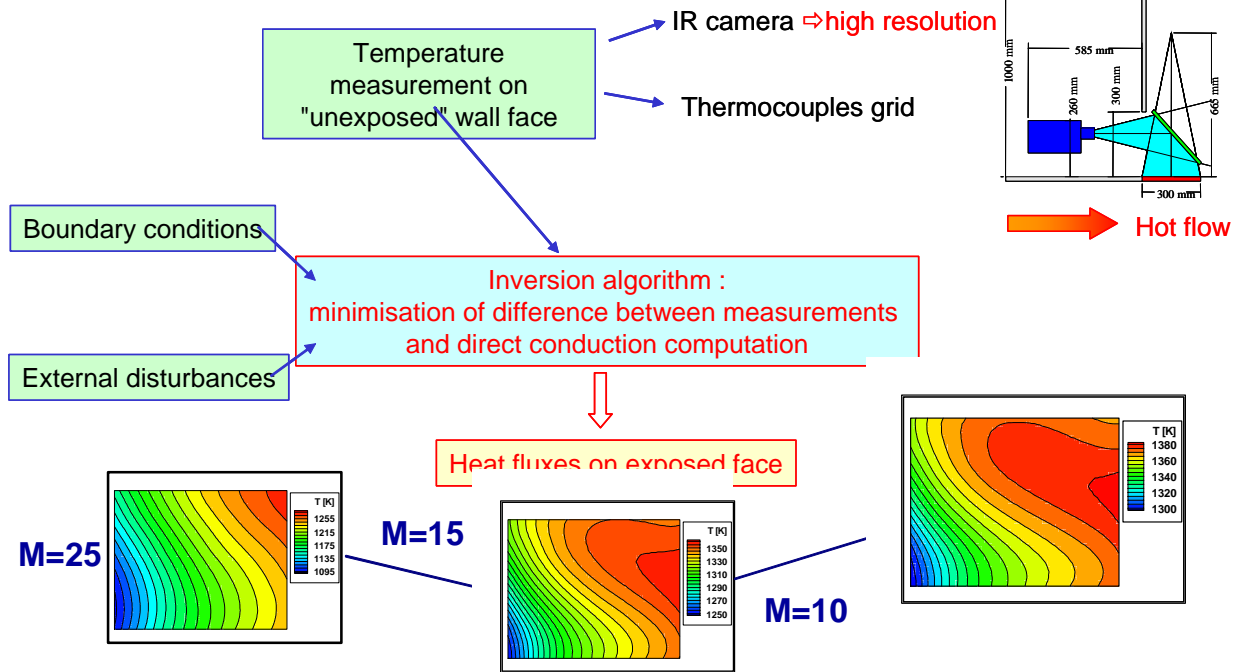 IR camera ⇨high resolution
Temperature
measurement on
"unexposed" wall face
Thermocouples grid
1000 mm
585 mm
260 mm
300 mm
665 mm
300 mm
Hot flow
Boundary conditions
Inversion algorithm :
minimisation of difference between measurements
and direct conduction computation
External disturbances
Heat fluxes on exposed face
M=25
T [K]
1255
1215
1175
1135
1095
M=15
T [K]
1350
1330
1310
1290
1270
1250
M=10
T [K]
1380
1360
1340
1320
1300